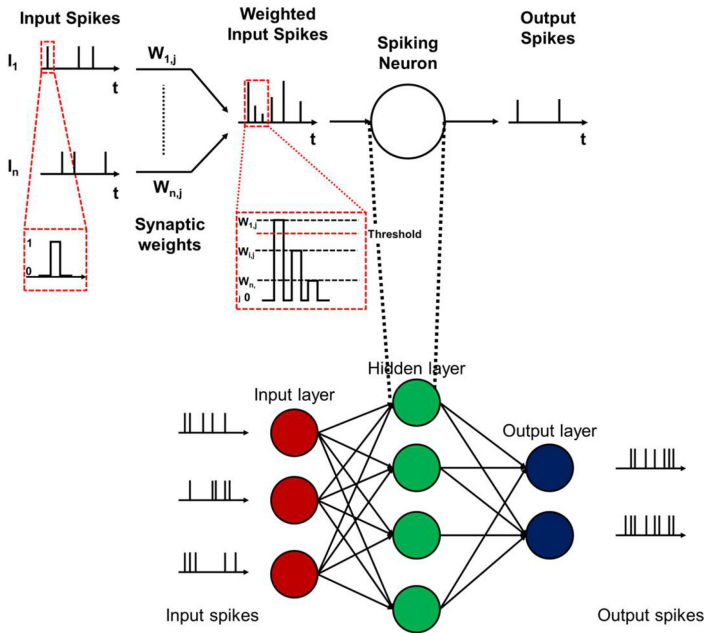 Input Spikes
Weighted
Input Spikes
Spiking
Neuron
Output
Spikes
I1
t
W1,j
t
t
In
t
Wn,j
Synaptic
weights
1
0
W1,j
Threshold
Wi,j
Wn,
j 0
Hidden layer
Input layer
Output layer
Input spikes
Output spikes